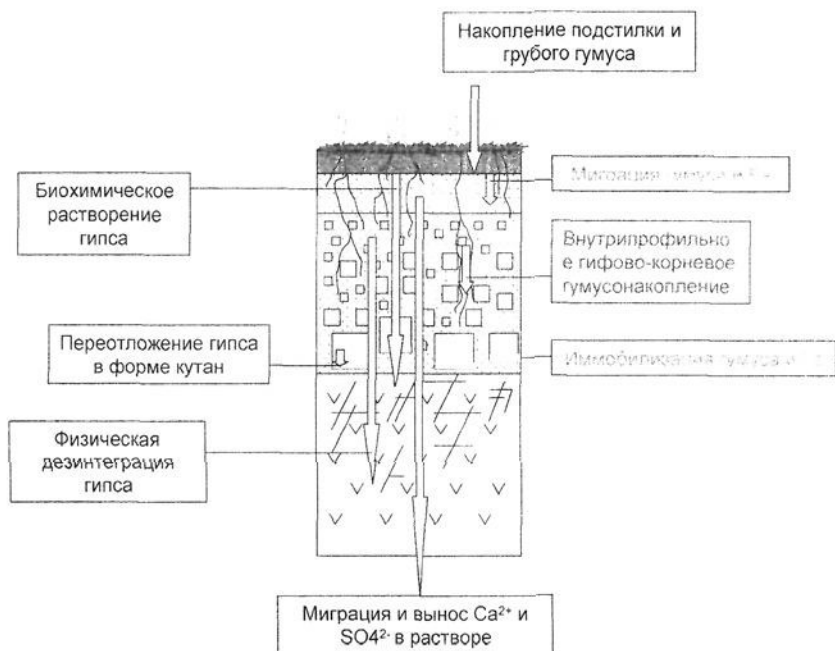 Накопление подстилки и
грубого гумуса
Биохимическое
растворение
гипса
Миграция
Внутрипрофильно
е гифово-корневое
гумусонакопление
Переотложение гипса
в форме кутан
Иммобилизация гумуса и
Физическая
дезинтеграция
гипса
Миграция и вынос Ca²⁺ и
SO4²⁻ в растворе